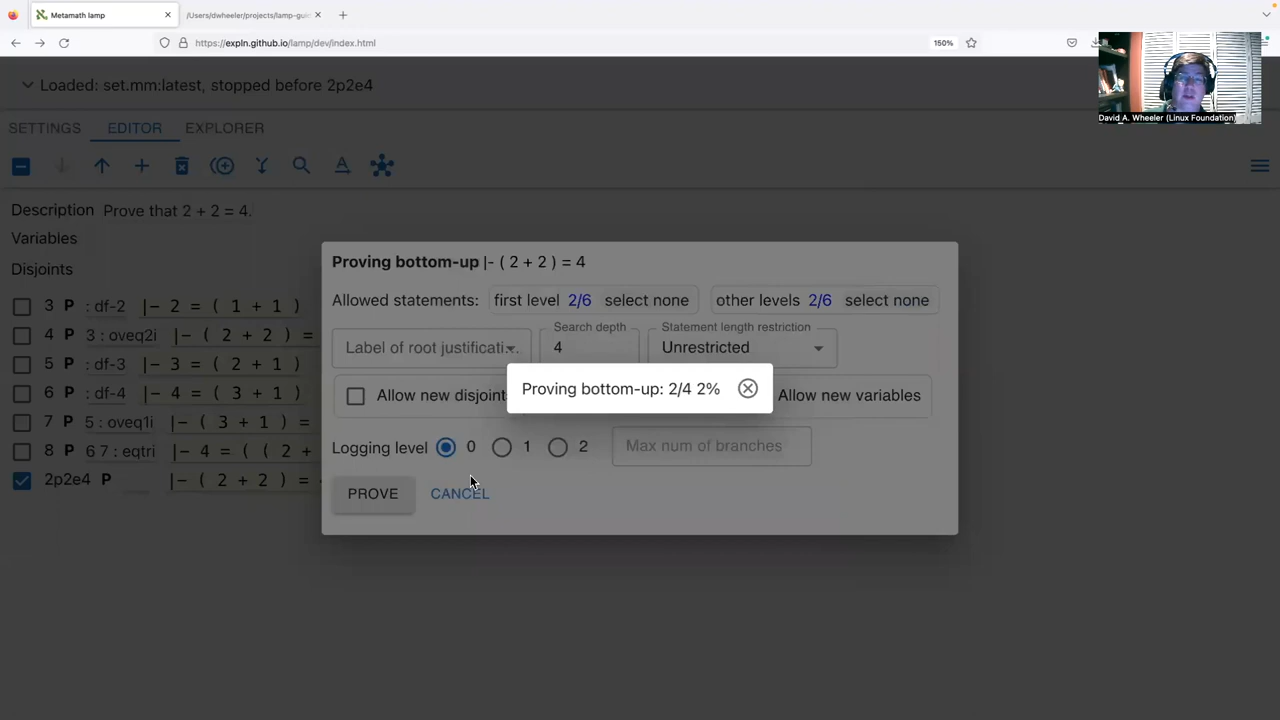 Metamath lamp
/Users/dwheeler/projects/lamp-gui
https://expln.github.io/lamp/dev/index.html
150%
Loaded: set.mm:latest, stopped before 2p2e4
David A. Wheeler (Linux Foundation)
SETTINGS EDITOR EXPLORER
Description Prove that 2 + 2 = 4.
Variables
Disjoints
3 P : df-2 |- 2 = ( 1 + 1 )
4 P 3 : oveq2i |- ( 2 + 2 ) =
5 P : df-3 |- 3 = ( 2 + 1 )
6 P : df-4 |- 4 = ( 3 + 1 )
7 P 5 : oveq1i |- ( 3 + 1 ) =
8 P 6 7 : eqtri |- 4 = ( ( 2 +
2p2e4 P |- ( 2 + 2 ) =
Proving bottom-up |- ( 2 + 2 ) = 4
Allowed statements: first level 2/6 select none other levels 2/6 select none
Search depth Statement length restriction
Label of root justificati... 4 Unrestricted
Proving bottom-up: 2/4 2%
Allow new disjoint Allow new variables
Logging level 0 1 2 Max num of branches
PROVE CANCEL